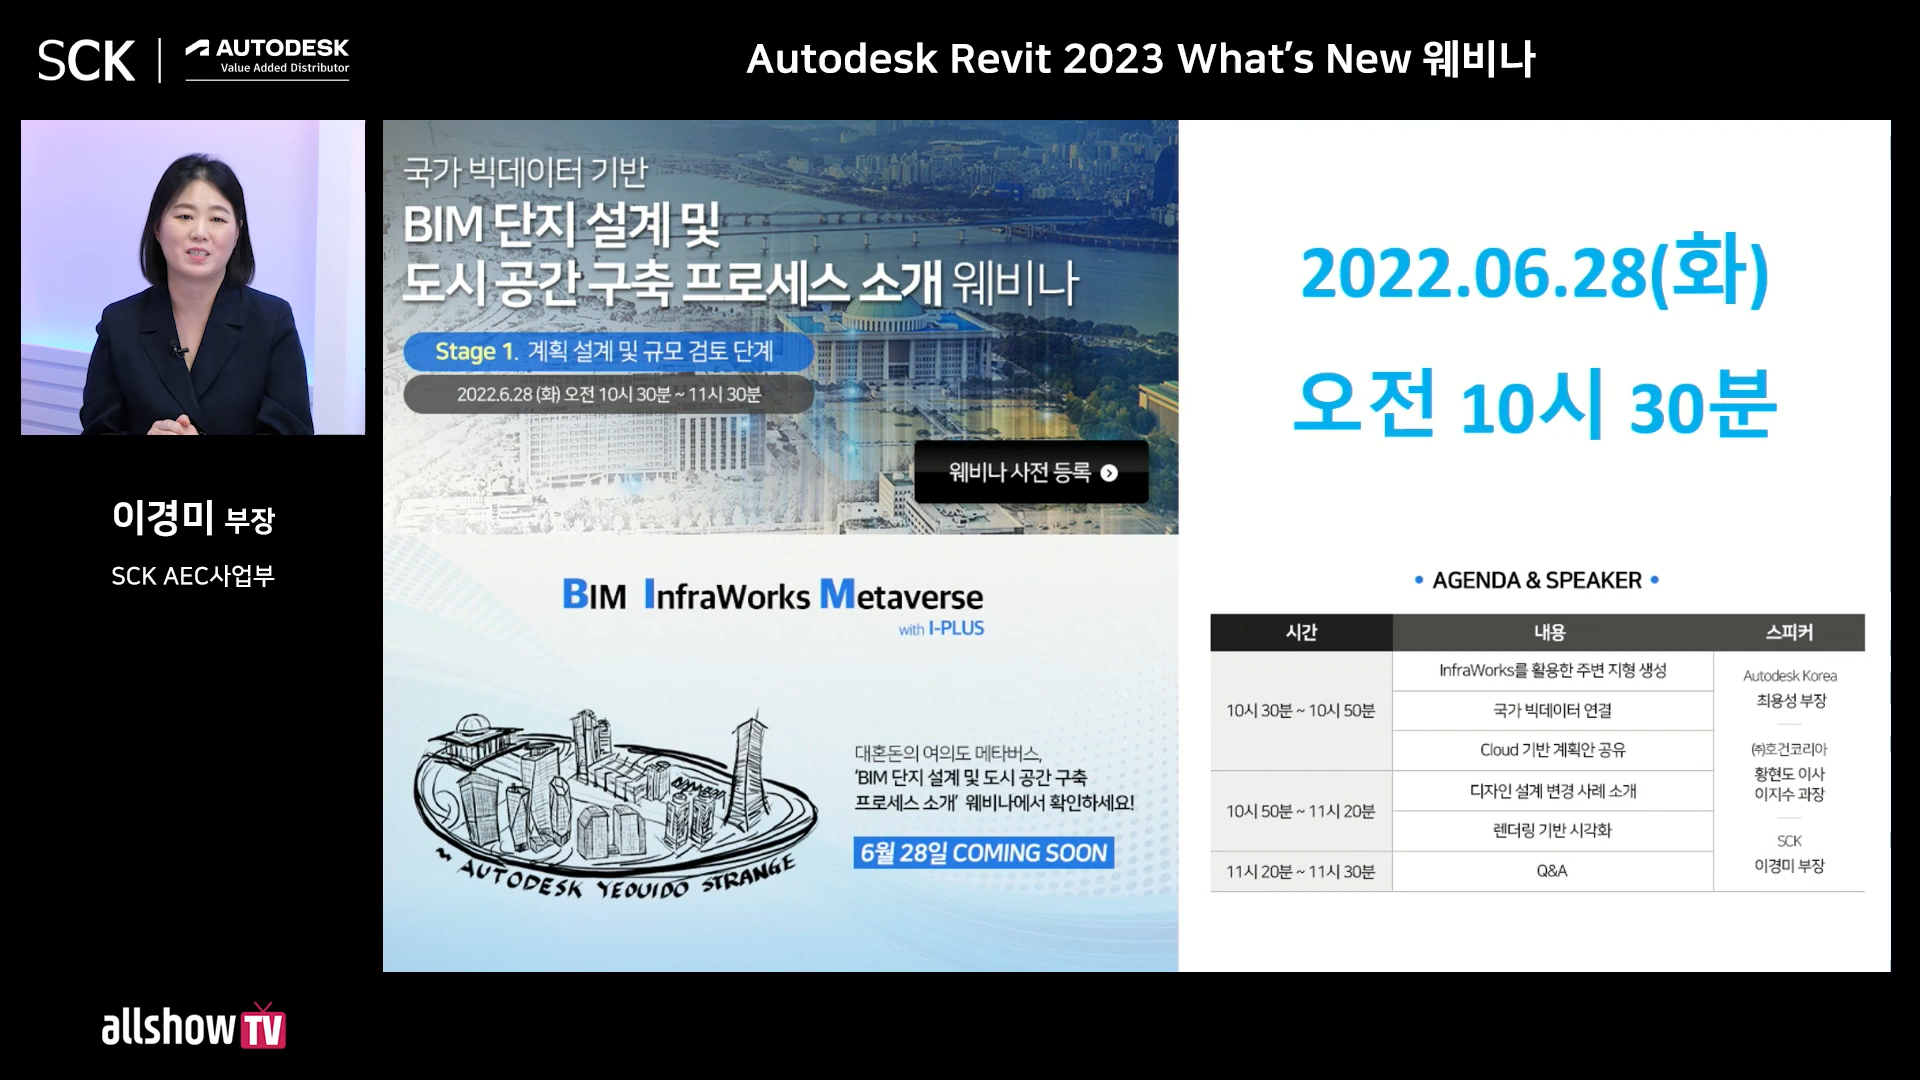 SCK
AUTODESK
Value Added Distributor
Autodesk Revit 2023 What's New 웨비나
이경미 부장
SCK AEC사업부
allshowTV
국가 빅데이터 기반
BIM 단지 설계 및
도시 공간 구축 프로세스 소개 웨비나
Stage 1. 계획 설계 및 규모 검토 단계
2022.6.28 (화) 오전 10시 30분 ~ 11시 30분
웨비나 사전 등록
BIM InfraWorks Metaverse
with I-PLUS
AUTODESK YEOUIDO STRANGE
대혼돈의 여의도 메타버스,
'BIM 단지 설계 및 도시 공간 구축
프로세스 소개' 웨비나에서 확인하세요!
6월 28일 COMING SOON
2022.06.28(화)
오전 10시 30분
• AGENDA & SPEAKER •
시간 내용 스피커
10시 30분 ~ 10시 50분
InfraWorks를 활용한 주변 지형 생성
국가 빅데이터 연결
Cloud 기반 계획안 공유
10시 50분 ~ 11시 20분
디자인 설계 변경 사례 소개
렌더링 기반 시각화
11시 20분 ~ 11시 30분
Q&A
Autodesk Korea
최용성 부장
㈜호건코리아
황현도 이사
이지수 과장
SCK
이경미 부장